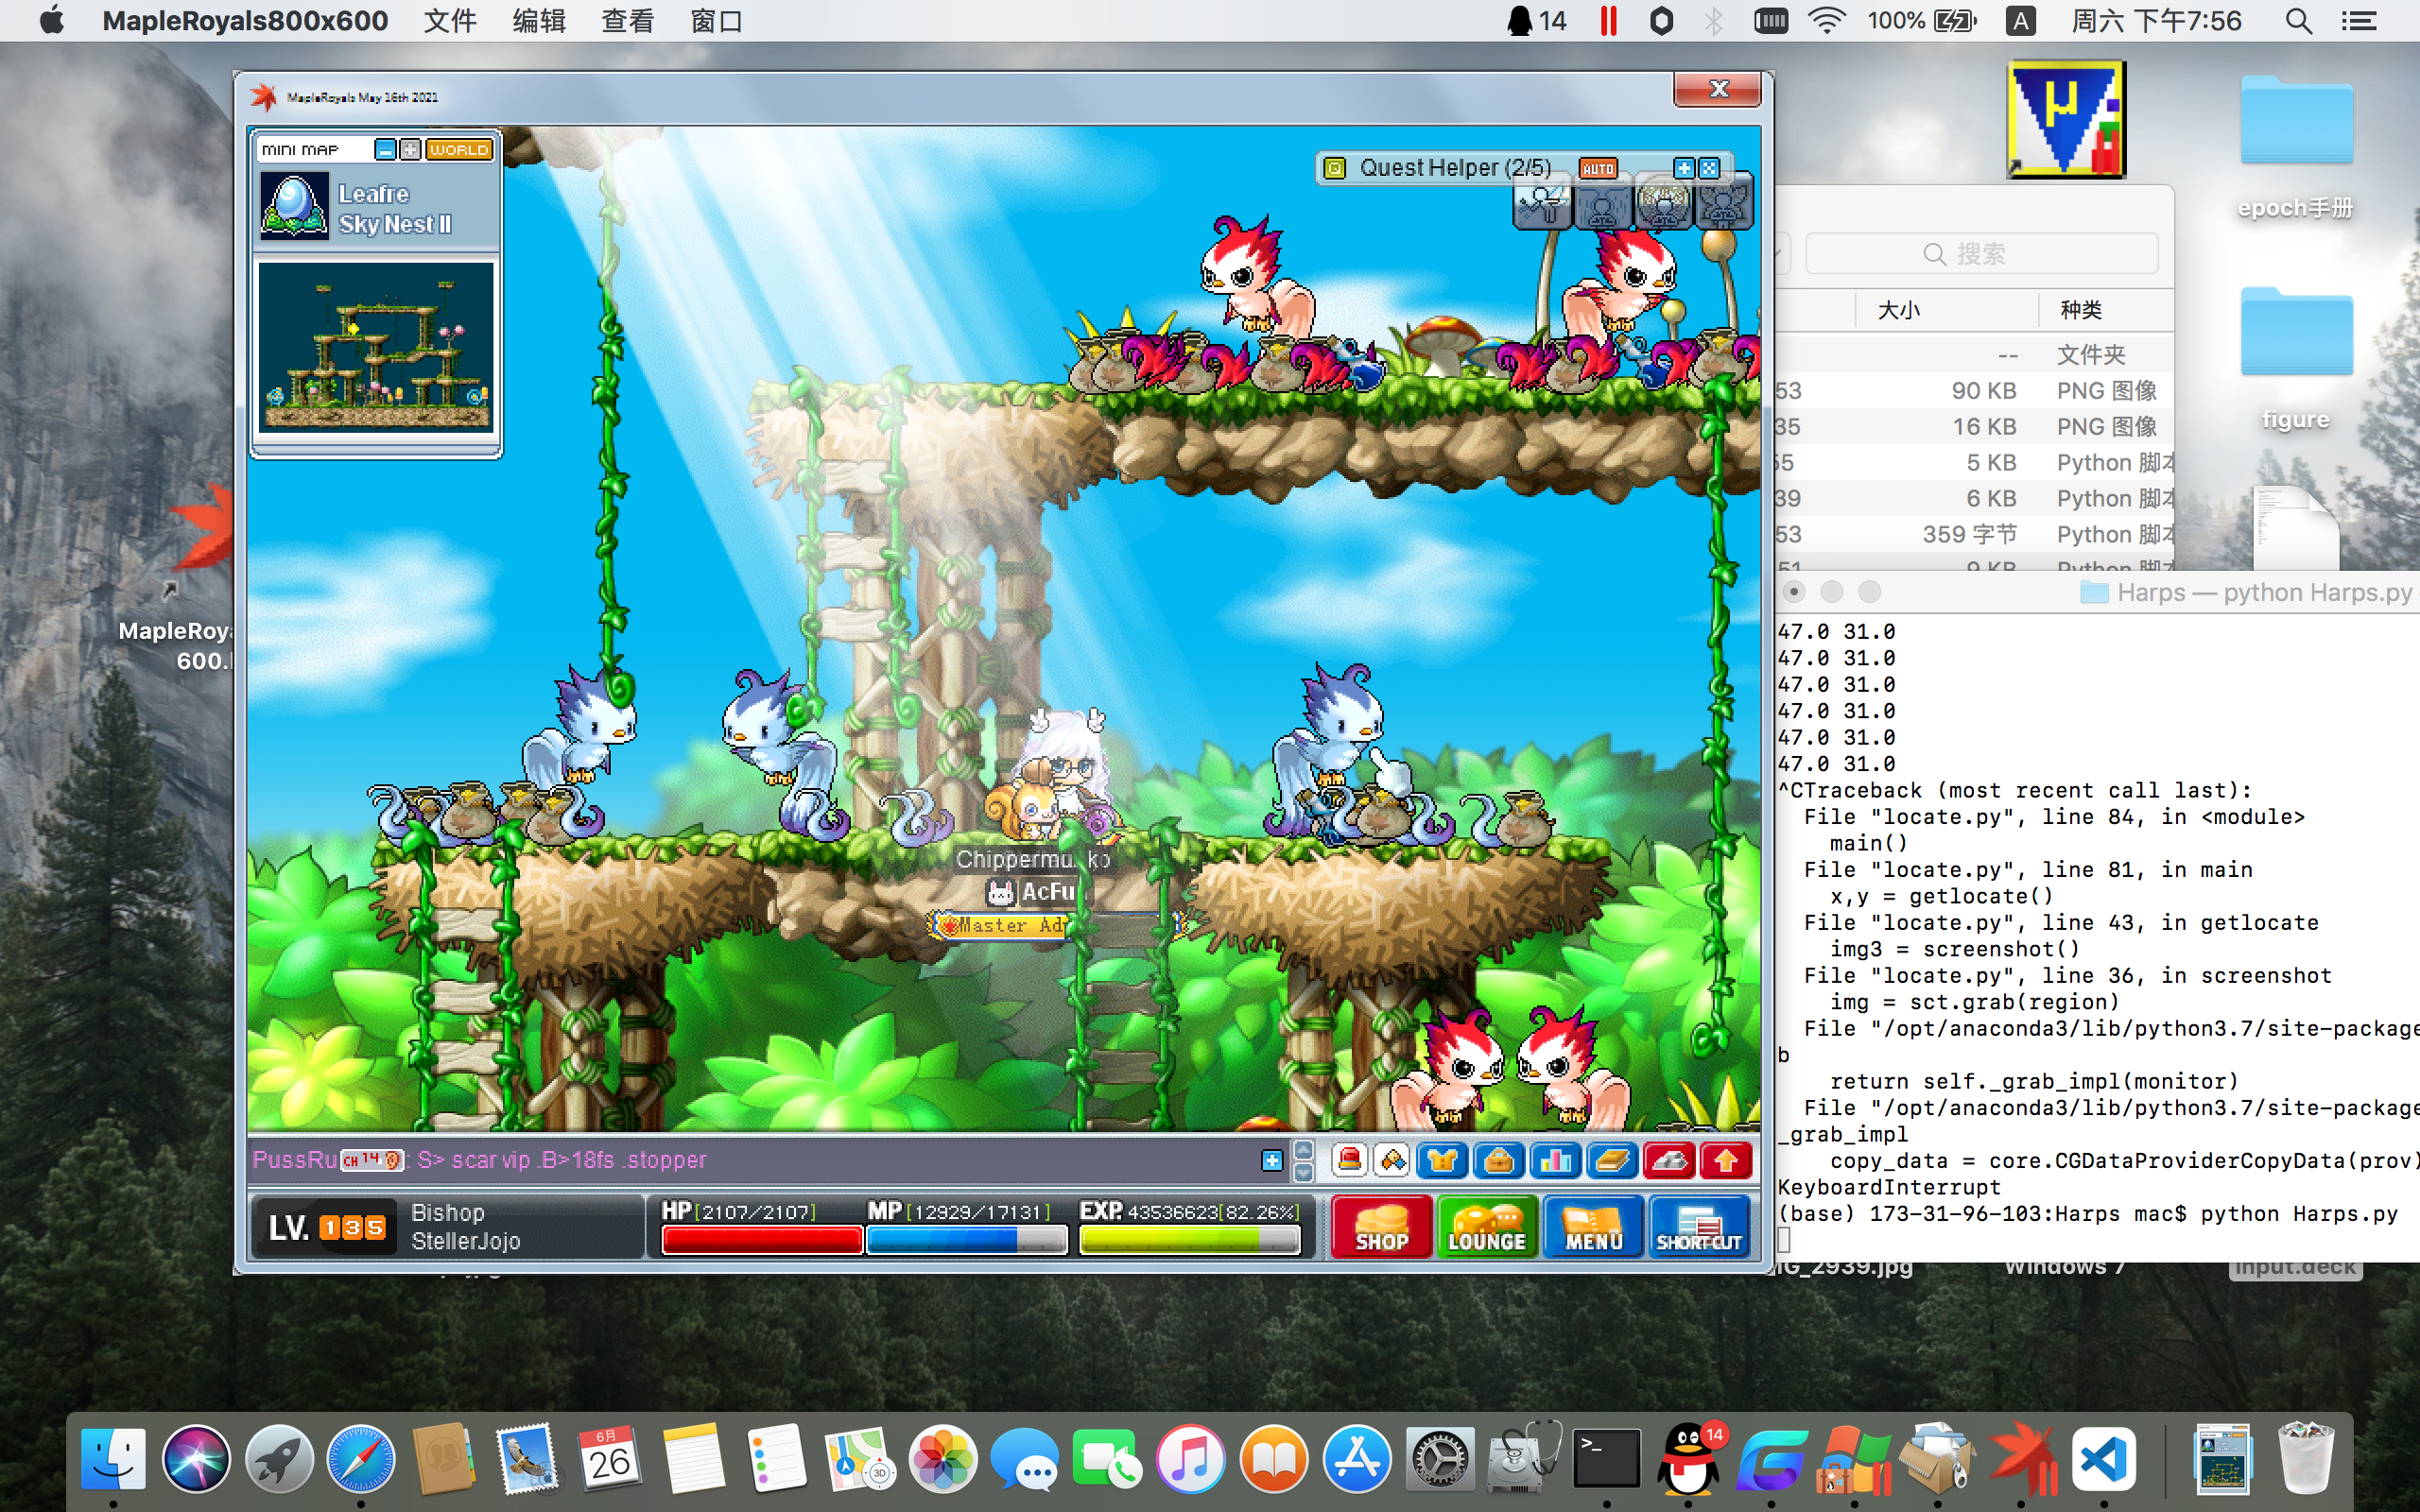 MapleRoyals800x600 文件 编辑 查看 窗口 14 100% A 周六 下午7:56
MapleRoyals May 16th 2021
MINI MAP WORLD
Leafre
Sky Nest II
Quest Helper (2/5) AUTO
epoch手册
搜索
大小 种类
-- 文件夹
53 90 KB PNG 图像
35 16 KB PNG 图像
55 5 KB Python
39 6 KB Python
53 359 字节 Python
51 9 KB Python
figure
MapleRoya
600.
Harps — python Harps.py
47.0 31.0
47.0 31.0
47.0 31.0
47.0 31.0
47.0 31.0
47.0 31.0
^CTraceback (most recent call last):
File "locate.py", line 84, in <module>
main()
File "locate.py", line 81, in main
x,y = getlocate()
File "locate.py", line 43, in getlocate
img3 = screenshot()
File "locate.py", line 36, in screenshot
img = sct.grab(region)
File "/opt/anaconda3/lib/python3.7/site-package
b
return self._grab_impl(monitor)
File "/opt/anaconda3/lib/python3.7/site-package
_grab_impl
copy_data = core.CGDataProviderCopyData(prov)
KeyboardInterrupt
(base) 173-31-96-103:Harps mac$ python Harps.py
Chippermu ko
AcFu
Master Ad
PussRu CH 14 : S> scar vip .B>18fs .stopper
LV. 135
Bishop
StellerJojo
HP[2107/2107] MP[12929/17131] EXP. 43536623[82.26%]
SHOP LOUNGE MENU SHORTCUT
IG_2939.jpg Windows 7 input.deck
6月
26
3D
14